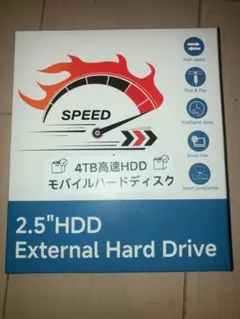 SPEED
4TB高速HDD
モバイルハードディスク
2.5"HDD
External Hard Drive
High speed
Plug & Play
Intelligent sleep
Smart compatible